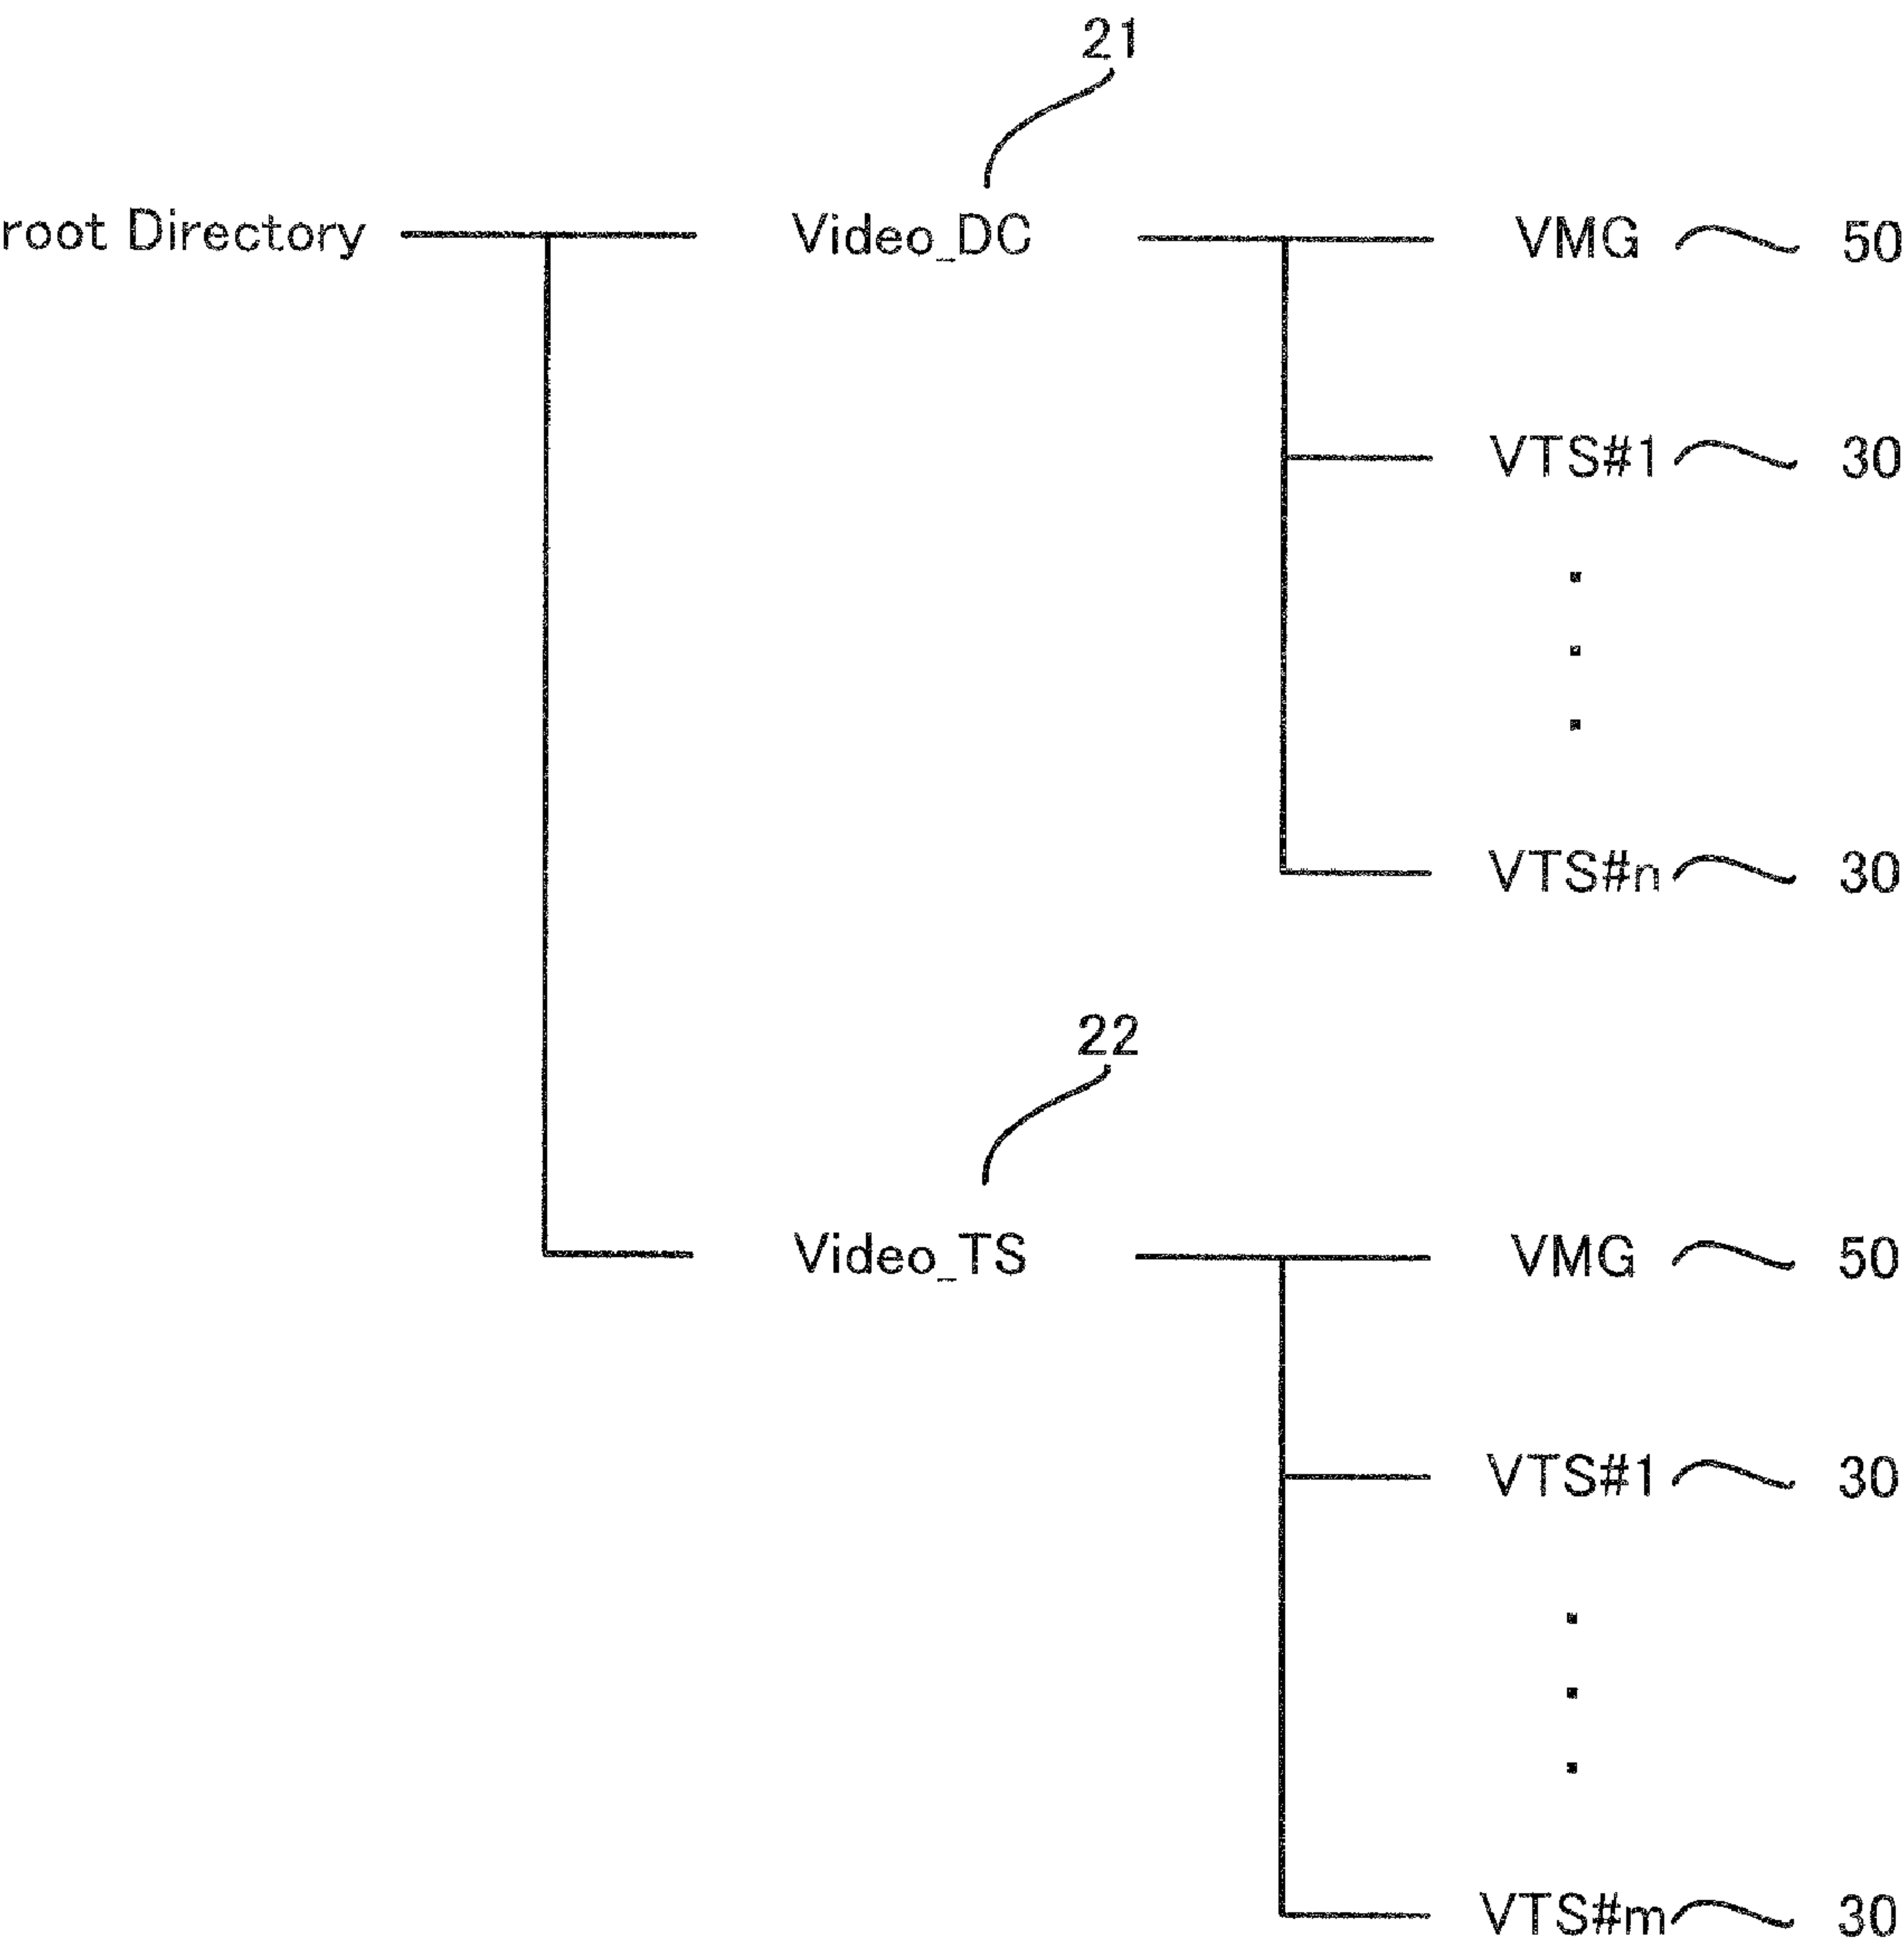 21
root Directory Video_DC VMG 50
VTS#1 30
VTS#n 30
22
Video_TS VMG 50
VTS#1 30
VTS#m 30